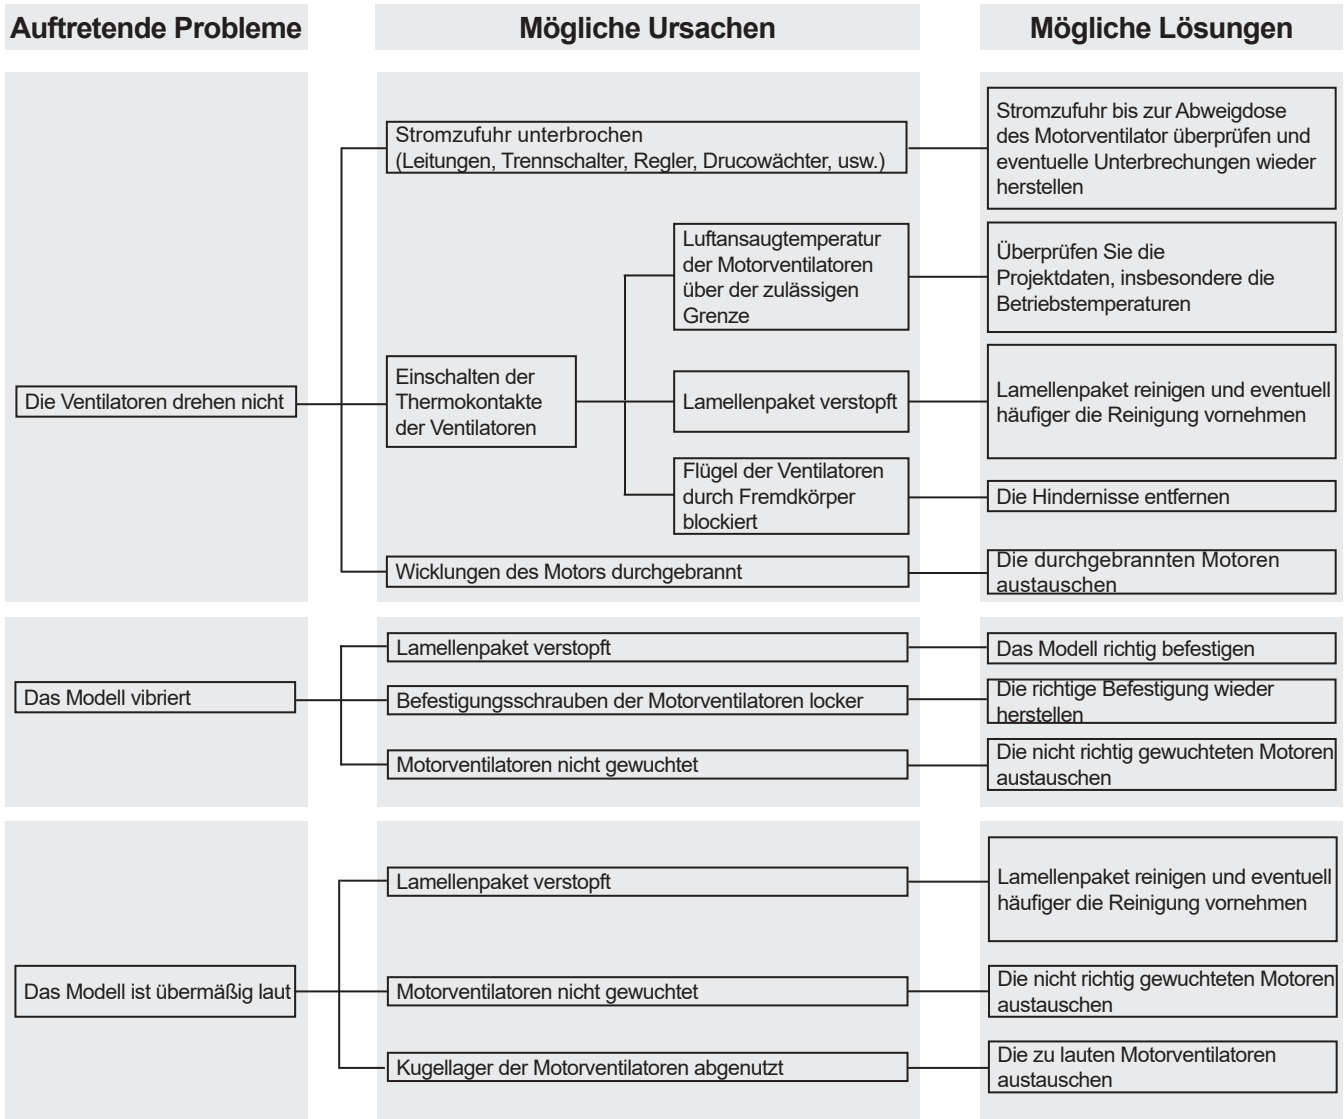 Auftretende Probleme
Mögliche Ursachen
Mögliche Lösungen
Die Ventilatoren drehen nicht
Stromzufuhr unterbrochen
(Leitungen, Trennschalter, Regler, Drucowächter, usw.)
Stromzufuhr bis zur Abweigdose
des Motorventilator überprüfen und
eventuelle Unterbrechungen wieder
herstellen
Einschalten der
Thermokontakte
der Ventilatoren
Luftansaugtemperatur
der Motorventilatoren
über der zulässigen
Grenze
Überprüfen Sie die
Projektdaten, insbesondere die
Betriebstemperaturen
Lamellenpaket verstopft
Lamellenpaket reinigen und eventuell
häufiger die Reinigung vornehmen
Flügel der Ventilatoren
durch Fremdkörper
blockiert
Die Hindernisse entfernen
Wicklungen des Motors durchgebrannt
Die durchgebrannten Motoren
austauschen
Das Modell vibriert
Lamellenpaket verstopft
Das Modell richtig befestigen
Befestigungsschrauben der Motorventilatoren locker
Die richtige Befestigung wieder
herstellen
Motorventilatoren nicht gewuchtet
Die nicht richtig gewuchteten Motoren
austauschen
Das Modell ist übermäßig laut
Lamellenpaket verstopft
Lamellenpaket reinigen und eventuell
häufiger die Reinigung vornehmen
Motorventilatoren nicht gewuchtet
Die nicht richtig gewuchteten Motoren
austauschen
Kugellager der Motorventilatoren abgenutzt
Die zu lauten Motorventilatoren
austauschen